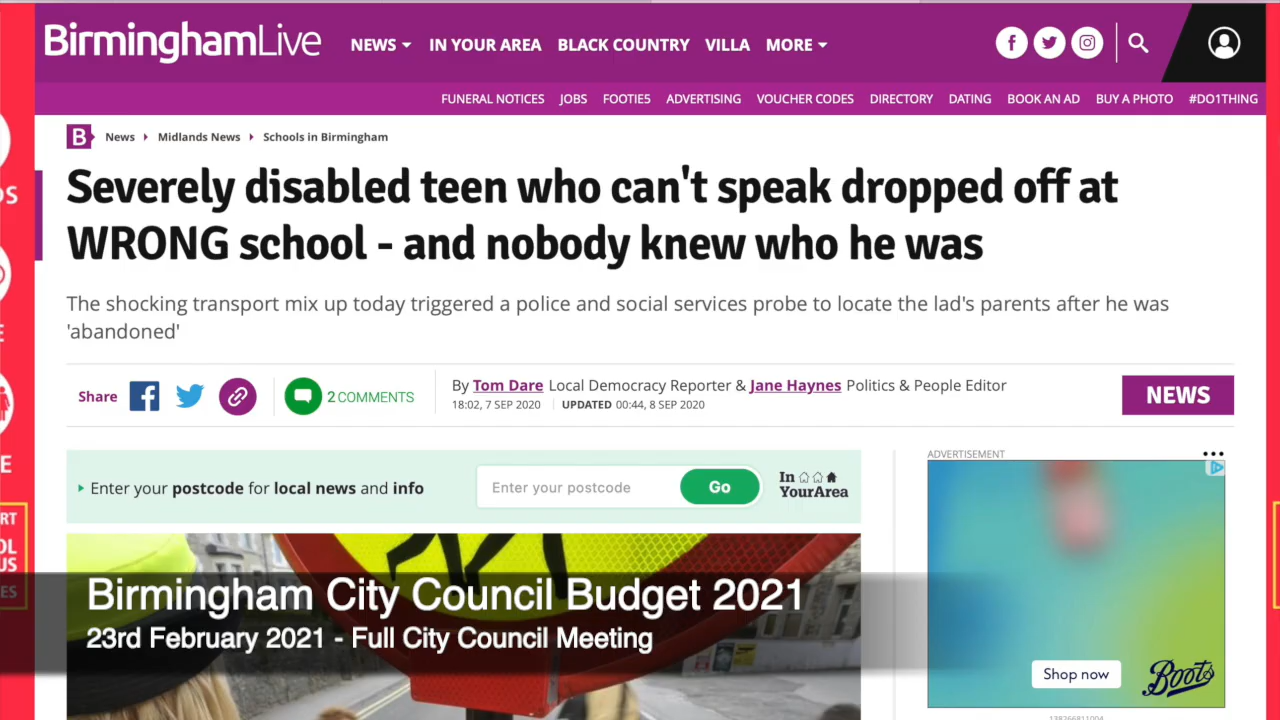 BirminghamLive
NEWS IN YOUR AREA BLACK COUNTRY VILLA MORE
FUNERAL NOTICES JOBS FOOTIE5 ADVERTISING VOUCHER CODES DIRECTORY DATING BOOK AN AD BUY A PHOTO #DO1THING
B News Midlands News Schools in Birmingham
Severely disabled teen who can't speak dropped off at
WRONG school - and nobody knew who he was
The shocking transport mix up today triggered a police and social services probe to locate the lad's parents after he was
'abandoned'
Share 2 COMMENTS
By Tom Dare Local Democracy Reporter & Jane Haynes Politics & People Editor
18:02, 7 SEP 2020 UPDATED 00:44, 8 SEP 2020
NEWS
Enter your postcode for local news and info
Enter your postcode Go
In
YourArea
ADVERTISEMENT
Shop now
Boots
Birmingham City Council Budget 2021
23rd February 2021 - Full City Council Meeting